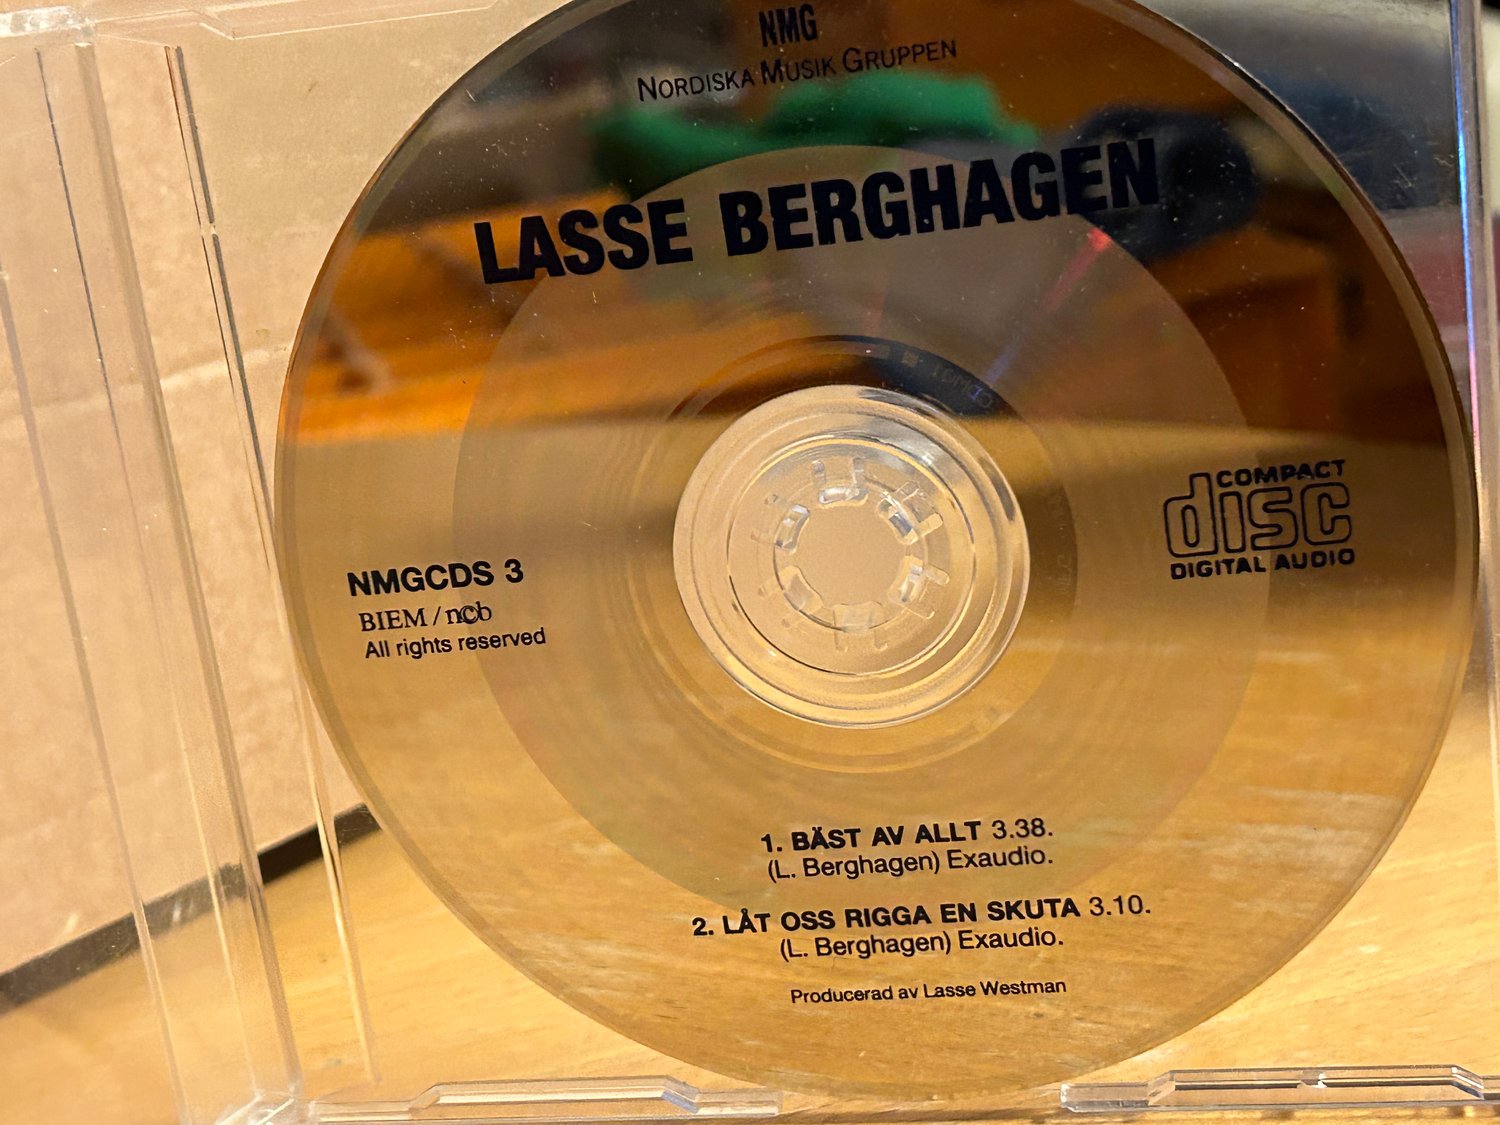 NMG
NORDISKA MUSIK GRUPPEN
LASSE BERGHAGEN
COMPACT
disc
DIGITAL AUDIO
NMGCDS 3
BIEM / ncb
All rights reserved
1. BÄST AV ALLT 3.38.
(L. Berghagen) Exaudio.
2. LÅT OSS RIGGA EN SKUTA 3.10.
(L. Berghagen) Exaudio.
Producerad av Lasse Westman